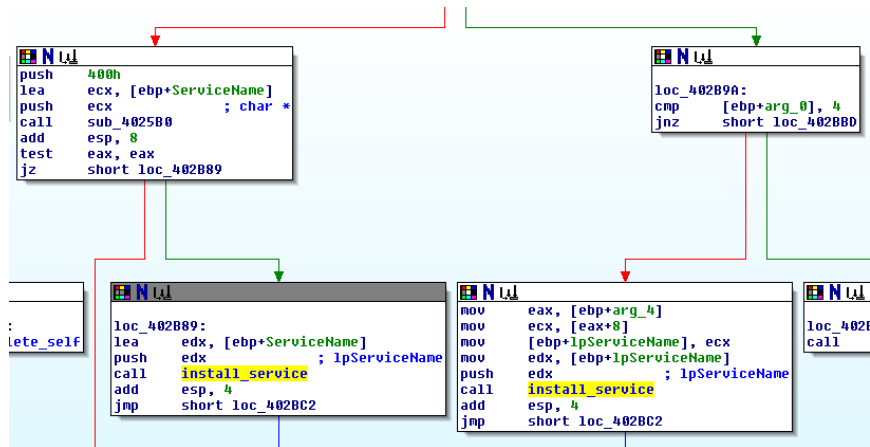 push 400h
lea ecx, [ebp+ServiceName]
push ecx ; char *
call sub_4025B0
add esp, 8
test eax, eax
jz short loc_402B89
loc_402B9A:
cmp [ebp+arg_0], 4
jnz short loc_402BBD
:
lete_self
loc_402B89:
lea edx, [ebp+ServiceName]
push edx ; lpServiceName
call install_service
add esp, 4
jmp short loc_402BC2
mov eax, [ebp+arg_4]
mov ecx, [eax+8]
mov [ebp+lpServiceName], ecx
mov edx, [ebp+lpServiceName]
push edx ; lpServiceName
call install_service
add esp, 4
jmp short loc_402BC2
loc_402B
call